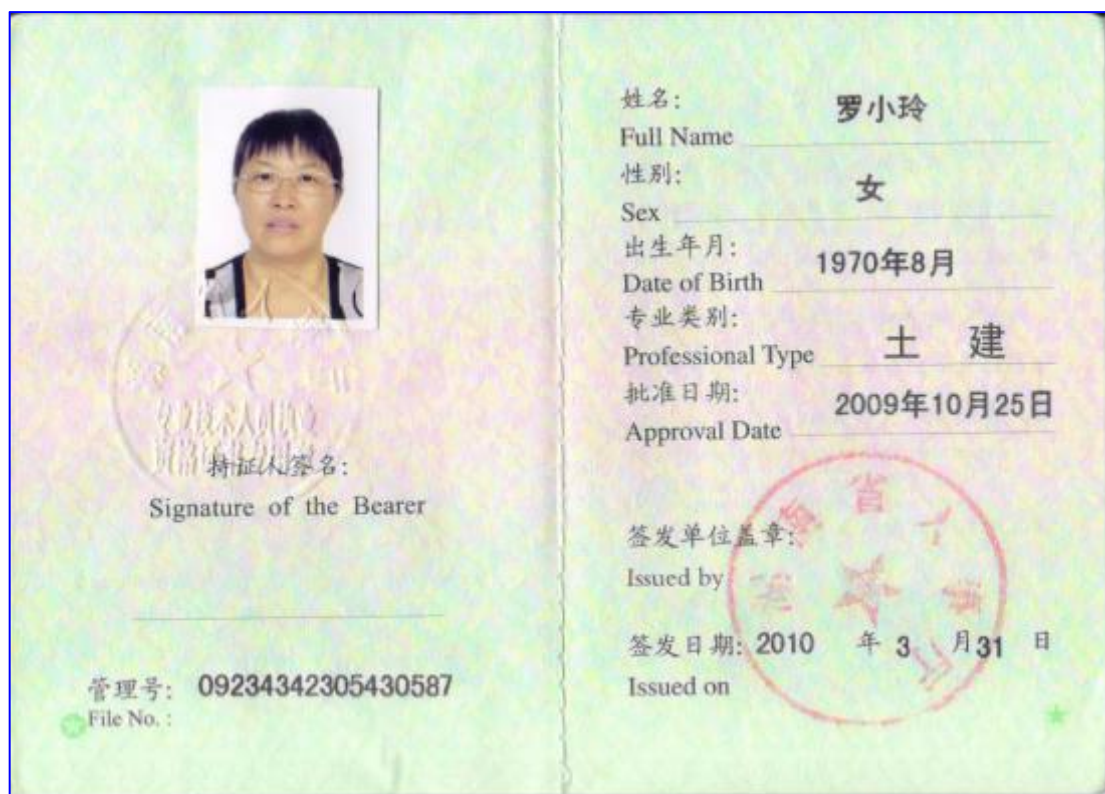 持证人签名:
Signature of the Bearer
管理号: 09234342305430587
File No. :
姓名: 罗小玲
Full Name
性别: 女
Sex
出生年月: 1970年8月
Date of Birth
专业类别: 土 建
Professional Type
批准日期: 2009年10月25日
Approval Date
签发单位盖章:
Issued by
签发日期: 2010 年 3 月 31 日
Issued on